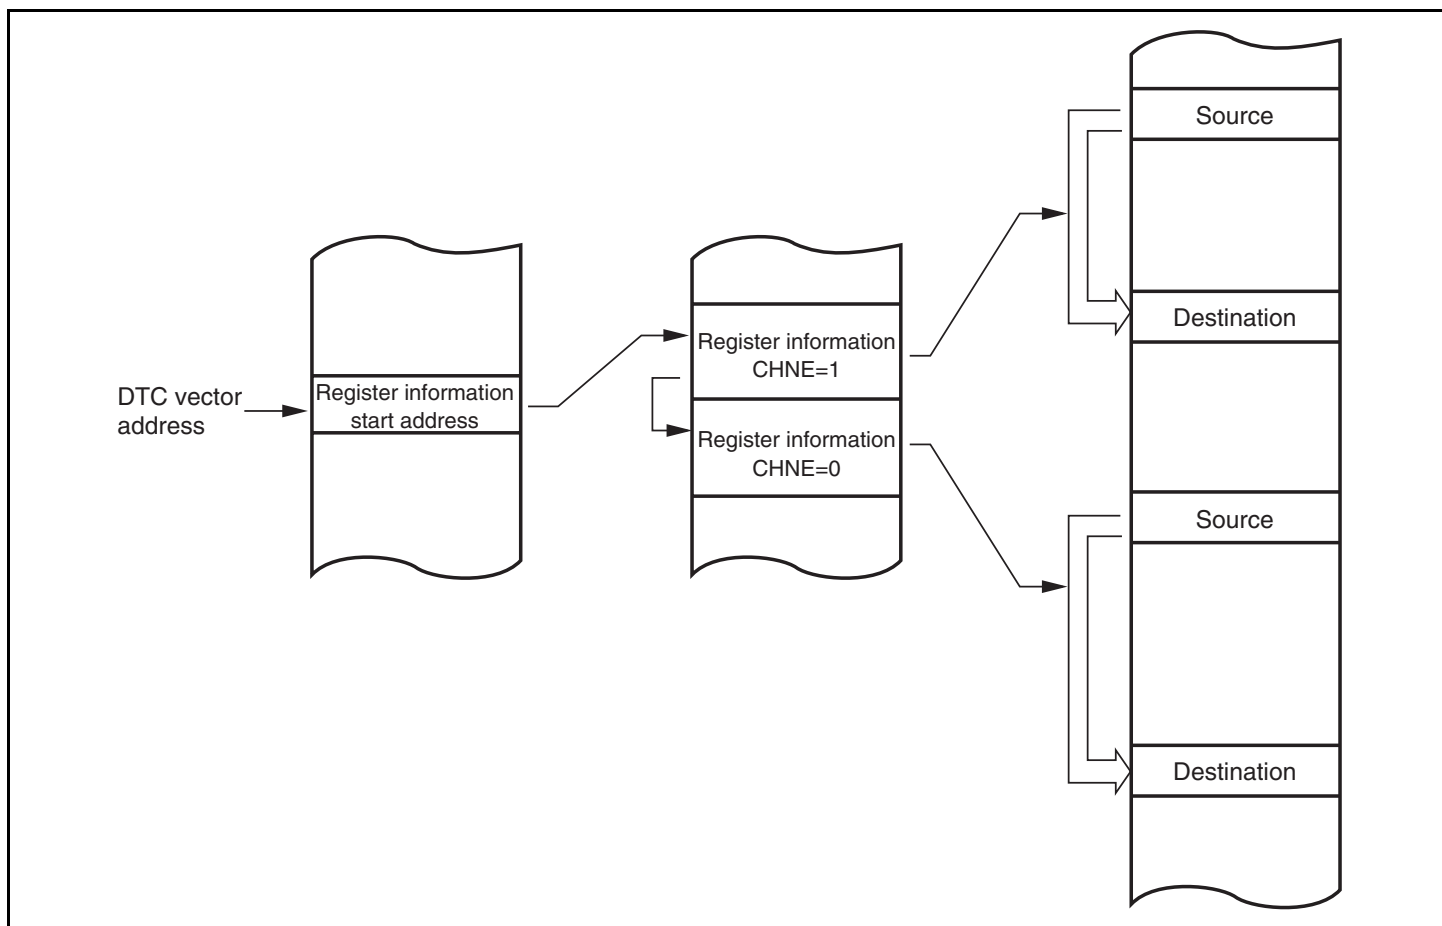 DTC vector
address
Register information
start address
Register information
CHNE=1
Register information
CHNE=0
Source
Destination
Source
Destination